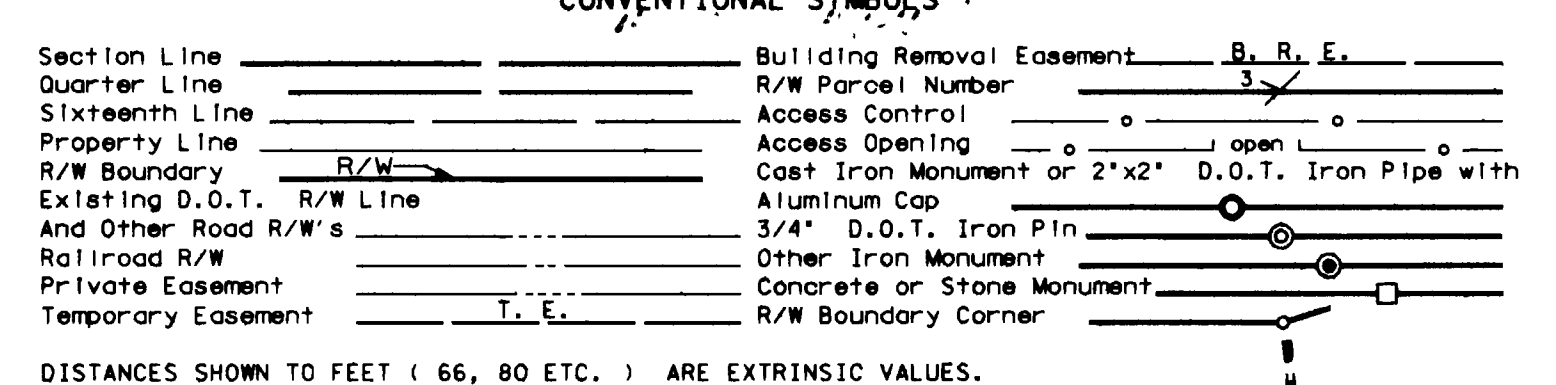 CONVENTIONAL SYMBOLS
Section Line
Quarter Line
Sixteenth Line
Property Line
R/W Boundary R/W
Existing D.O.T. R/W Line
And Other Road R/W's
Railroad R/W
Private Easement
Temporary Easement T. E.
Building Removal Easement B. R. E.
R/W Parcel Number 3
Access Control
Access Opening open
Cast Iron Monument or 2"x2" D.O.T. Iron Pipe with
Aluminum Cap
3/4" D.O.T. Iron Pin
Other Iron Monument
Concrete or Stone Monument
R/W Boundary Corner
DISTANCES SHOWN TO FEET ( 66, 80 ETC. ) ARE EXTRINSIC VALUES.